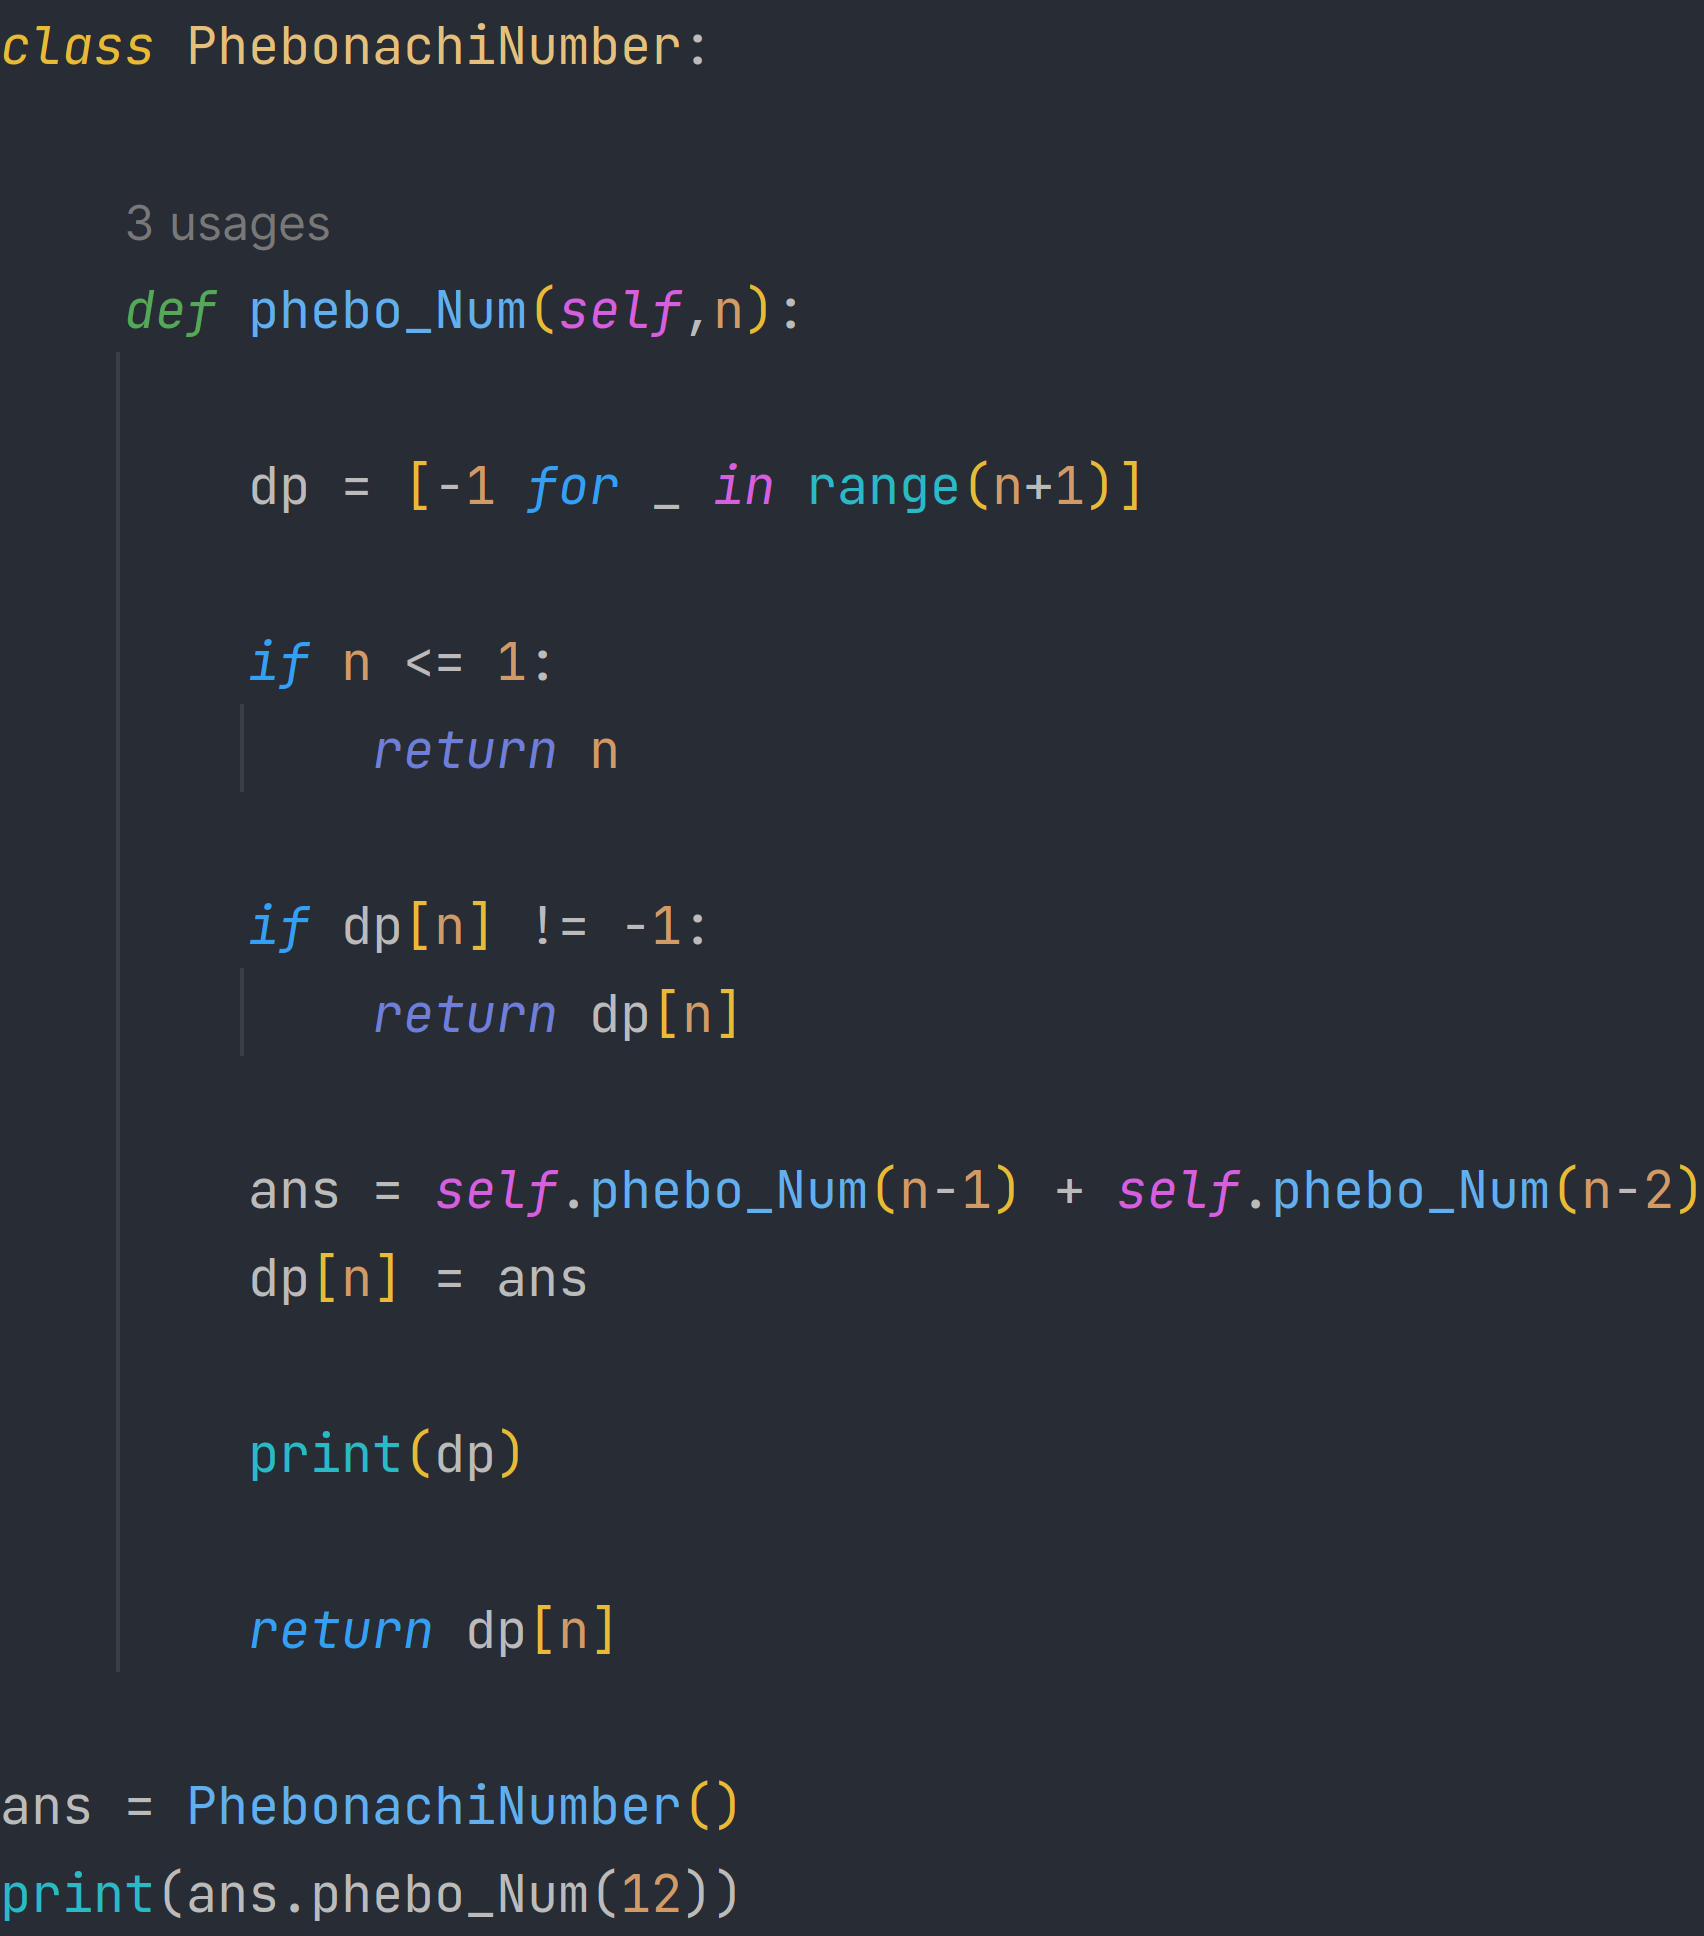 class PhebonachiNumber:
3 usages
def phebo_Num(self,n):
dp = [-1 for _ in range(n+1)]
if n <= 1:
return n
if dp[n] != -1:
return dp[n]
ans = self.phebo_Num(n-1) + self.phebo_Num(n-2)
dp[n] = ans
print(dp)
return dp[n]
ans = PhebonachiNumber()
print(ans.phebo_Num(12))